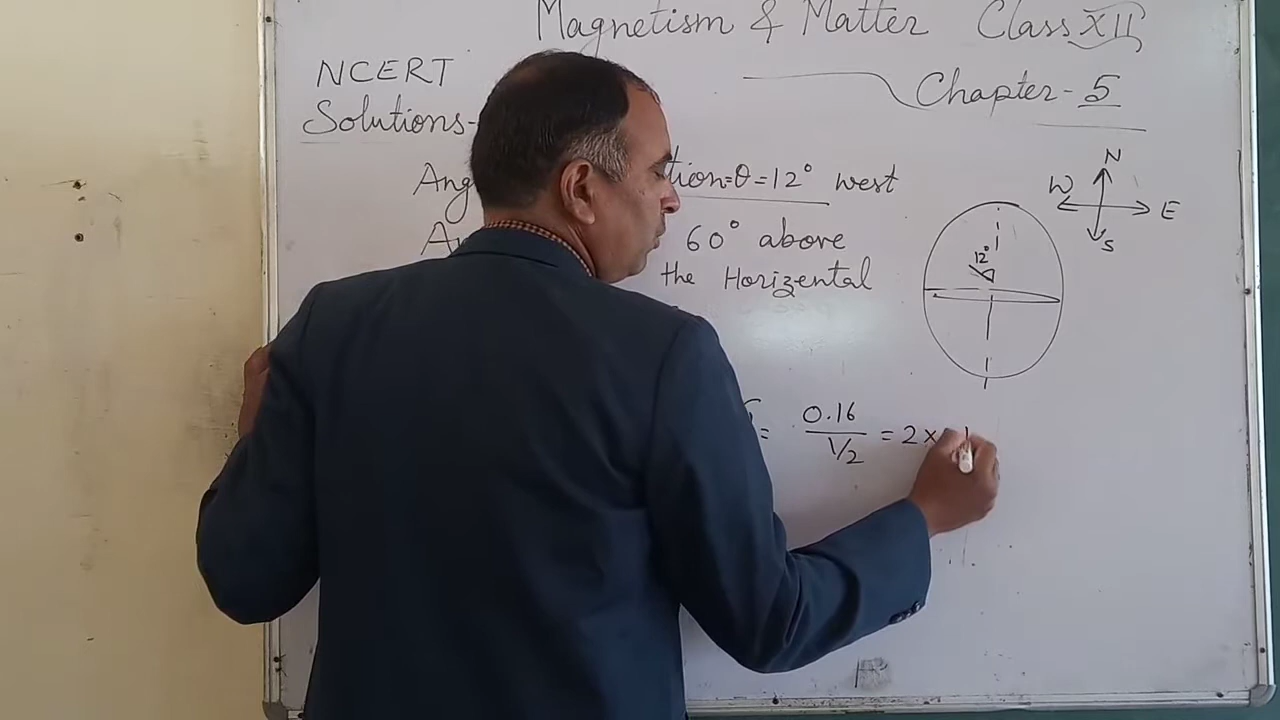 Magnetism & Matter Class XII
NCERT
Chapter - 5
Solutions-
tion=θ=12° west
60° above
the Horizental
N
W
E
S
12°
= 0.16 / 1/2 = 2×